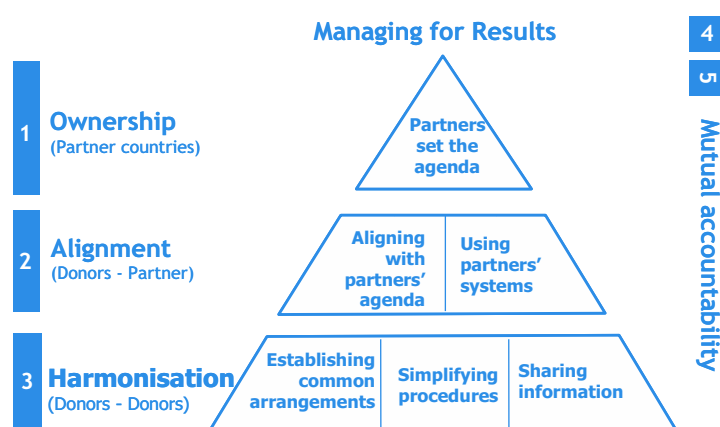 Managing for Results
4
5
Mutual accountability
1
Ownership
(Partner countries)
Partners
set the
agenda
2
Alignment
(Donors - Partner)
Aligning
with
partners’
agenda
Using
partners’
systems
3
Harmonisation
(Donors - Donors)
Establishing
common
arrangements
Simplifying
procedures
Sharing
information